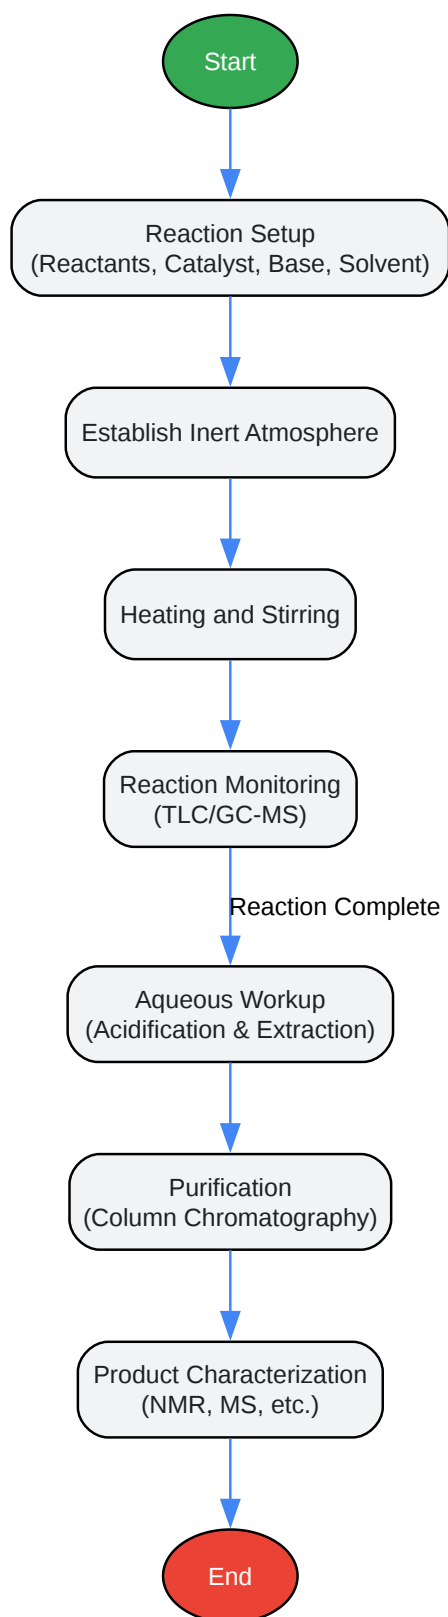 Start
Reaction Setup
(Reactants, Catalyst, Base, Solvent)
Establish Inert Atmosphere
Heating and Stirring
Reaction Monitoring
(TLC/GC-MS)
Reaction Complete
Aqueous Workup
(Acidification & Extraction)
Purification
(Column Chromatography)
Product Characterization
(NMR, MS, etc.)
End